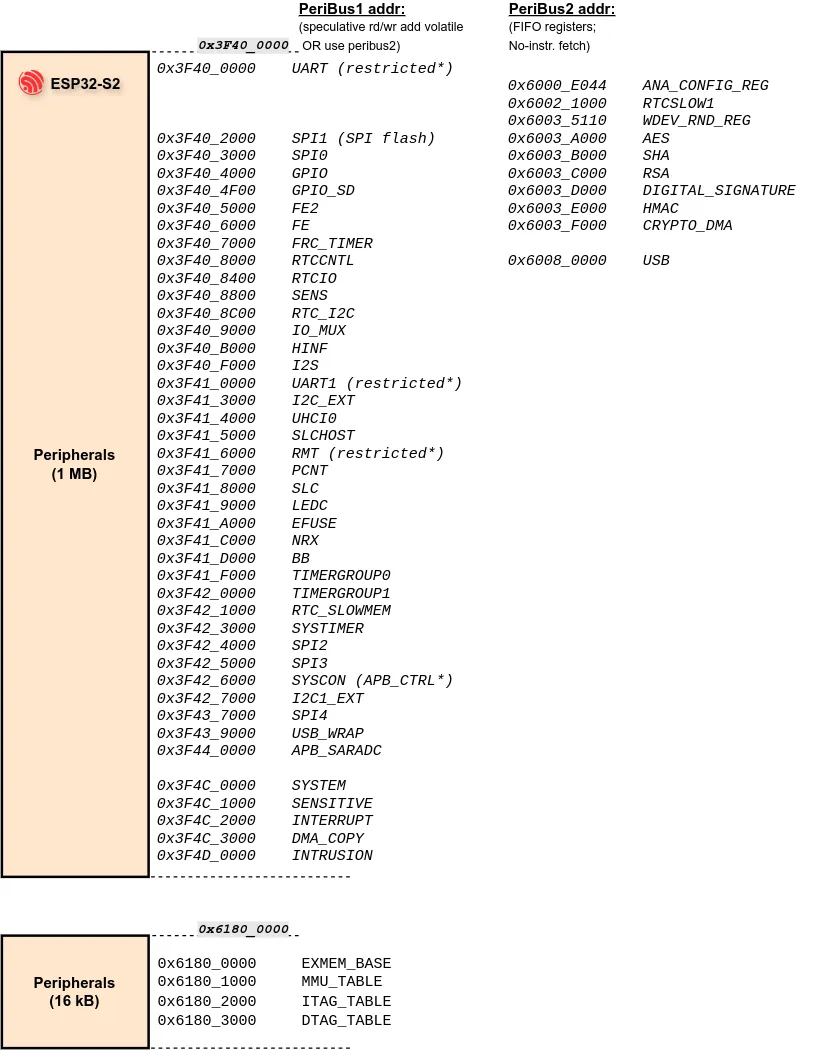 PeriBus1 addr: PeriBus2 addr:
(speculative rd/wr add volatile (FIFO registers;
0x3F40_0000 OR use peribus2) No-instr. fetch)
ESP32-S2
0x3F40_0000 UART (restricted*)
0x6000_E044 ANA_CONFIG_REG
0x6002_1000 RTCSLOW1
0x6003_5110 WDEV_RND_REG
0x3F40_2000 SPI1 (SPI flash) 0x6003_A000 AES
0x3F40_3000 SPI0 0x6003_B000 SHA
0x3F40_4000 GPIO 0x6003_C000 RSA
0x3F40_4F00 GPIO_SD 0x6003_D000 DIGITAL_SIGNATURE
0x3F40_5000 FE2 0x6003_E000 HMAC
0x3F40_6000 FE 0x6003_F000 CRYPTO_DMA
0x3F40_7000 FRC_TIMER
0x3F40_8000 RTCCNTL 0x6008_0000 USB
0x3F40_8400 RTCIO
0x3F40_8800 SENS
0x3F40_8C00 RTC_I2C
0x3F40_9000 IO_MUX
0x3F40_B000 HINF
0x3F40_F000 I2S
0x3F41_0000 UART1 (restricted*)
0x3F41_3000 I2C_EXT
0x3F41_4000 UHCI0
0x3F41_5000 SLCHOST
Peripherals 0x3F41_6000 RMT (restricted*)
(1 MB) 0x3F41_7000 PCNT
0x3F41_8000 SLC
0x3F41_9000 LEDC
0x3F41_A000 EFUSE
0x3F41_C000 NRX
0x3F41_D000 BB
0x3F41_F000 TIMERGROUP0
0x3F42_0000 TIMERGROUP1
0x3F42_1000 RTC_SLOWMEM
0x3F42_3000 SYSTIMER
0x3F42_4000 SPI2
0x3F42_5000 SPI3
0x3F42_6000 SYSCON (APB_CTRL*)
0x3F42_7000 I2C1_EXT
0x3F43_7000 SPI4
0x3F43_9000 USB_WRAP
0x3F44_0000 APB_SARADC
0x3F4C_0000 SYSTEM
0x3F4C_1000 SENSITIVE
0x3F4C_2000 INTERRUPT
0x3F4C_3000 DMA_COPY
0x3F4D_0000 INTRUSION
0x6180_0000
0x6180_0000 EXMEM_BASE
Peripherals 0x6180_1000 MMU_TABLE
(16 kB) 0x6180_2000 ITAG_TABLE
0x6180_3000 DTAG_TABLE